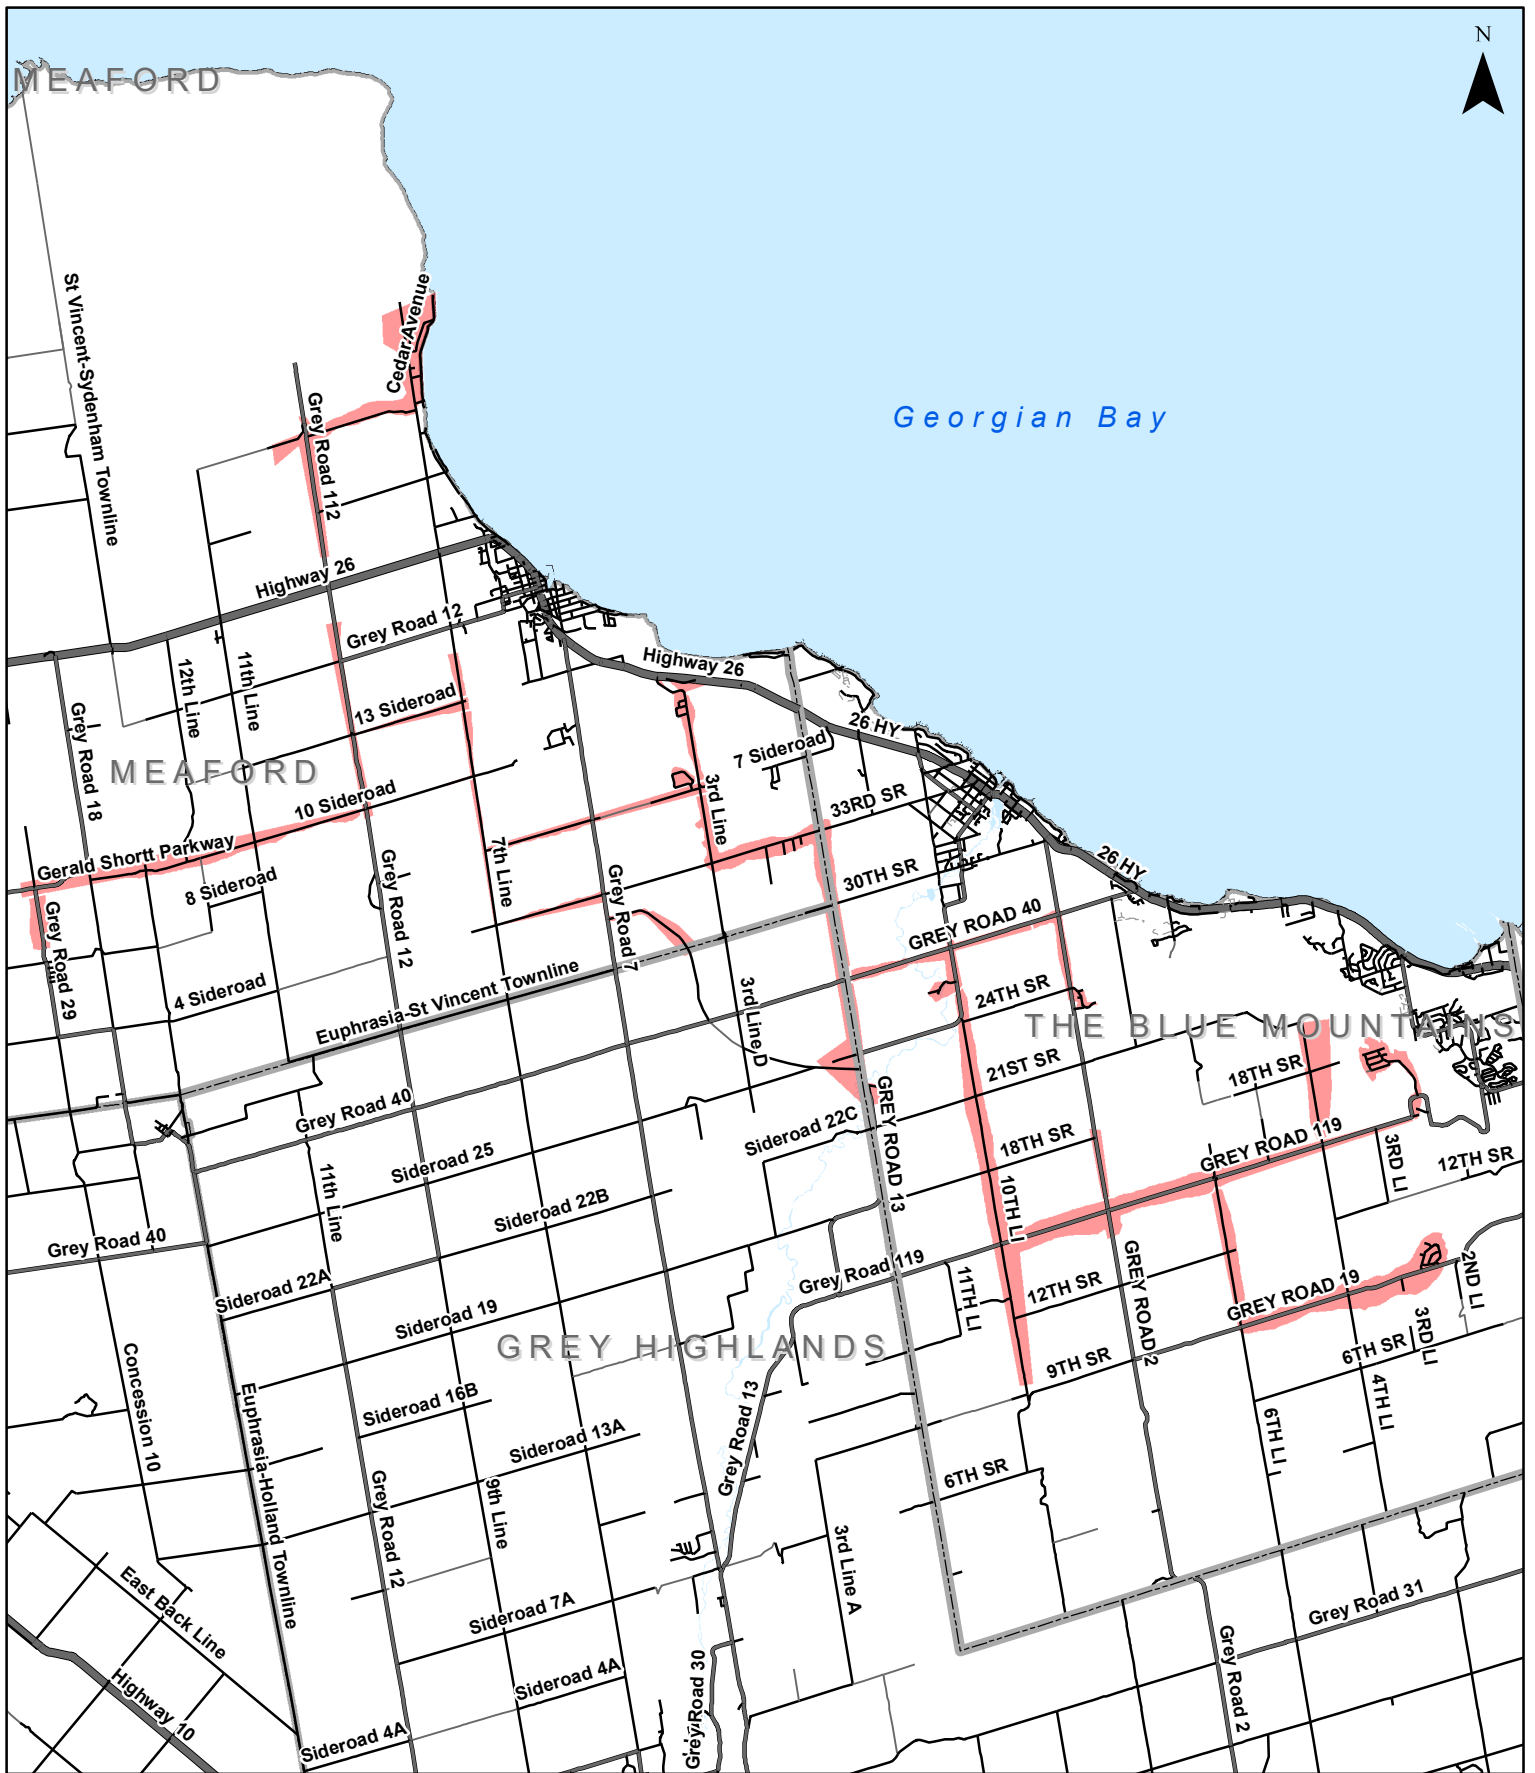 N
MEAFORD
St Vincent-Sydenham Townline
Cedar Avenue
Grey Road 112
Georgian Bay
Highway 26
Grey Road 12
Highway 26
12th Line
11th Line
13 Sideroad
26 HY
7 Sideroad
Grey Road 18
MEAFORD
3rd Line
10 Sideroad
33RD SR
Gerald Shortt Parkway
7th Line
26 HY
8 Sideroad
Grey Road 12
Grey Road 7
30TH SR
Grey Road 29
GREY ROAD 40
4 Sideroad
Euphrasia-St Vincent Townline
3rd Line D
24TH SR
THE BLUE MOUNTAINS
21ST SR
18TH SR
Grey Road 40
Sideroad 22C
GREY ROAD 13
18TH SR
GREY ROAD 119
3RD LI
12TH SR
Sideroad 25
11th Line
10TH LI
Sideroad 22B
Grey Road 40
Grey Road 119
11TH LI
12TH SR
GREY ROAD 2
GREY ROAD 19
2ND LI
Sideroad 22A
Sideroad 19
GREY HIGHLANDS
3RD LI
6TH SR
9TH SR
Concession 10
Euphrasia-Holland Townline
Sideroad 16B
Grey Road 13
4TH LI
6TH LI
Sideroad 13A
6TH SR
Grey Road 12
9th Line
3rd Line A
East Back Line
Sideroad 7A
Grey Road 31
Highway 10
Sideroad 4A
Grey Road 30
Grey Road 2
Sideroad 4A